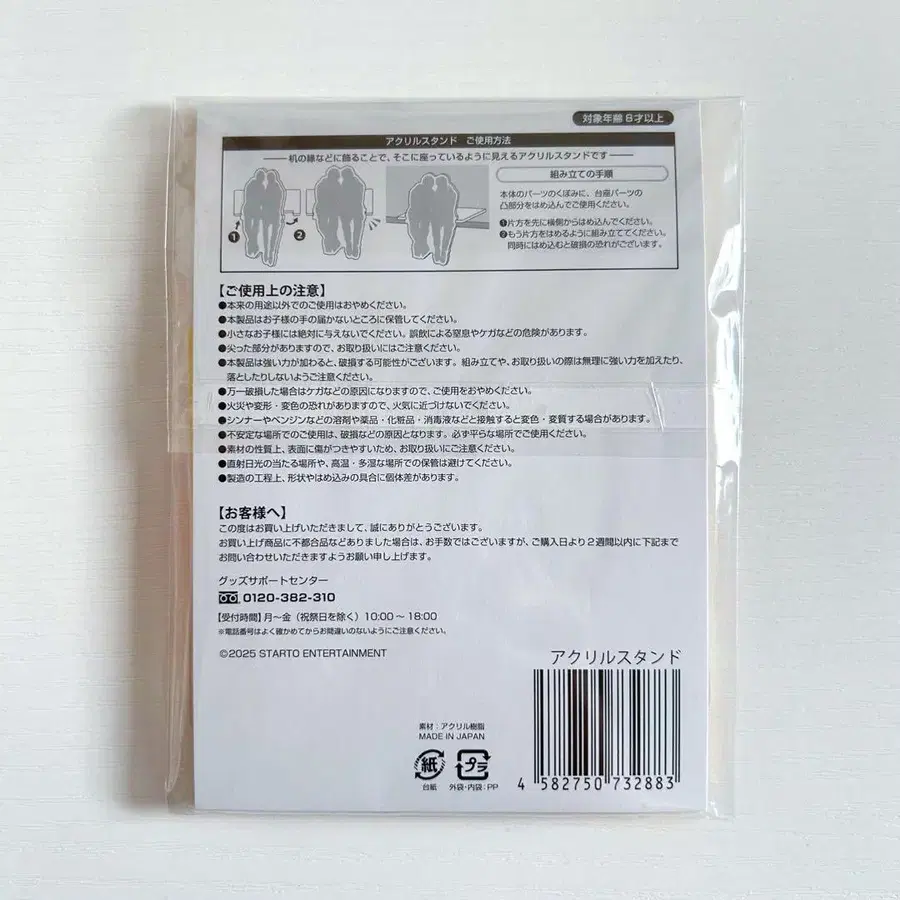 対象年齢8才以上
アクリルスタンド ご使用方法
机の縁などに飾ることで、そこに座っているように見えるアクリルスタンドです
組み立ての手順
本体のパーツのくぼみに、台座パーツの
凸部分をはめ込んでご使用ください。
❶片方を先に横側からはめ込んでください。
❷もう片方をはめるように組み立ててください。
同時にはめ込むと破損の恐れがございます。
❶
❷
【ご使用上の注意】
●本来の用途以外でのご使用はおやめください。
●本製品はお子様の手の届かないところに保管してください。
●小さなお子様には絶対に与えないでください。誤飲による窒息やケガなどの危険があります。
●尖った部分がありますので、お取り扱いにはご注意ください。
●本製品は強い力が加わると、破損する可能性がございます。組み立てや、お取り扱いの際は無理に強い力を加えたり、
落としたりしないようご注意ください。
●万一破損した場合はケガなどの原因になりますので、ご使用をおやめください。
●火災や変形・変色の恐れがありますので、火気に近づけないでください。
●シンナーやベンジンなどの溶剤や薬品・化粧品・消毒液などと接触すると変色・変質する場合があります。
●不安定な場所でのご使用は、破損などの原因となります。必ず平らな場所でご使用ください。
●素材の性質上、表面に傷がつきやすいため、お取り扱いにご注意ください。
●直射日光の当たる場所や、高温・多湿な場所での保管は避けてください。
●製造の工程上、形状やはめ込みの具合に個体差があります。
【お客様へ】
この度はお買い上げいただきまして、誠にありがとうございます。
お買い上げ商品に不都合品などありました場合は、お手数ではございますが、ご購入日より2週間以内に下記まで
お問い合わせいただきますようお願い申し上げます。
グッズサポートセンター
0120-382-310
【受付時間】月〜金（祝祭日を除く）10:00〜18:00
※電話番号はよく確かめてからお間違いのないようにご注意ください。
©2025 STARTO ENTERTAINMENT
アクリルスタンド
素材：アクリル樹脂
MADE IN JAPAN
紙
プラ
台紙
外袋・内袋：PP
4 582750 732883